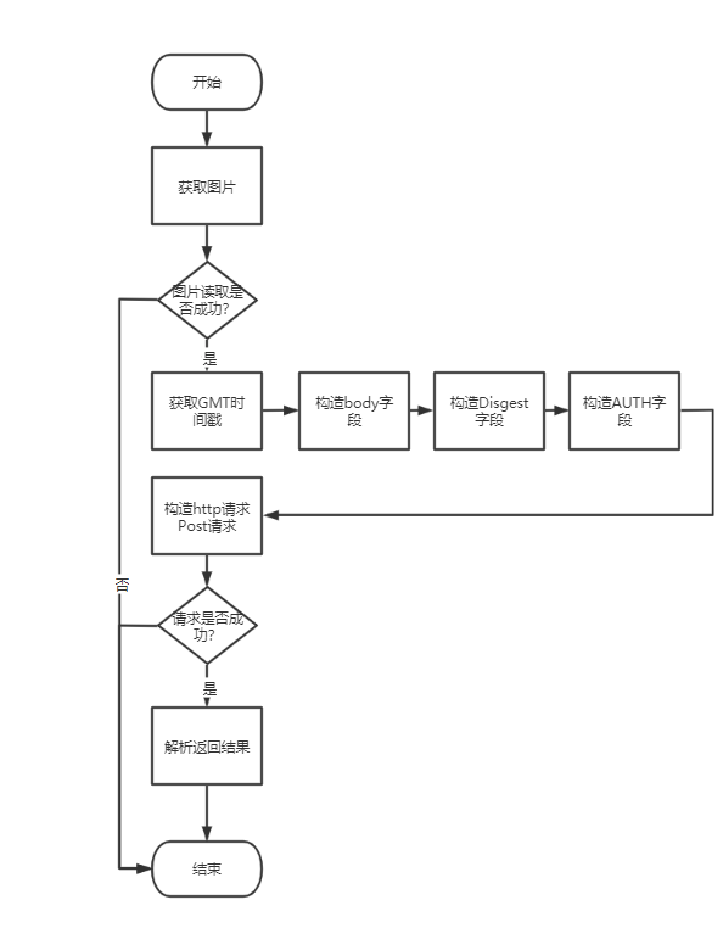 开始
获取图片
图片读取是
否成功?
是
获取GMT时
间戳
构造body字
段
构造Disgest
字段
构造AUTH字
段
构造http请求
Post请求
否
请求是否成
功?
是
解析返回结果
结束